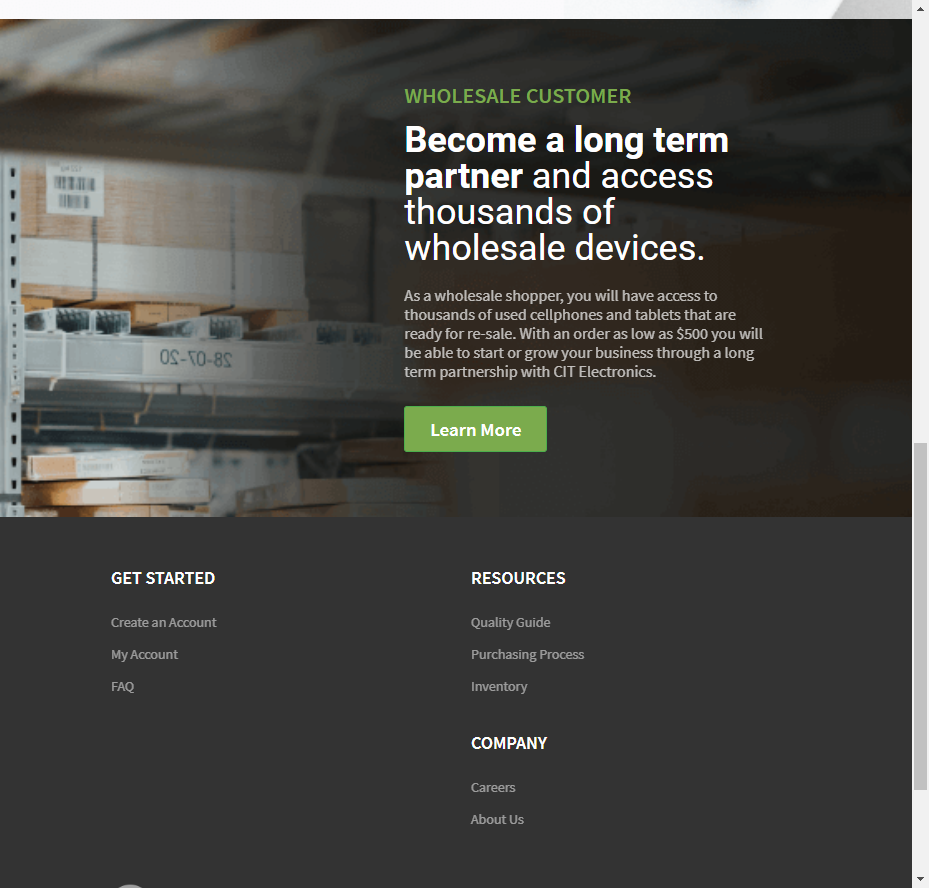 WHOLESALE CUSTOMER
Become a long term
partner and access
thousands of
wholesale devices.
As a wholesale shopper, you will have access to
thousands of used cellphones and tablets that are
ready for re-sale. With an order as low as $500 you will
be able to start or grow your business through a long
term partnership with CIT Electronics.
28-07-20
Learn More
GET STARTED
Create an Account
My Account
FAQ
RESOURCES
Quality Guide
Purchasing Process
Inventory
COMPANY
Careers
About Us